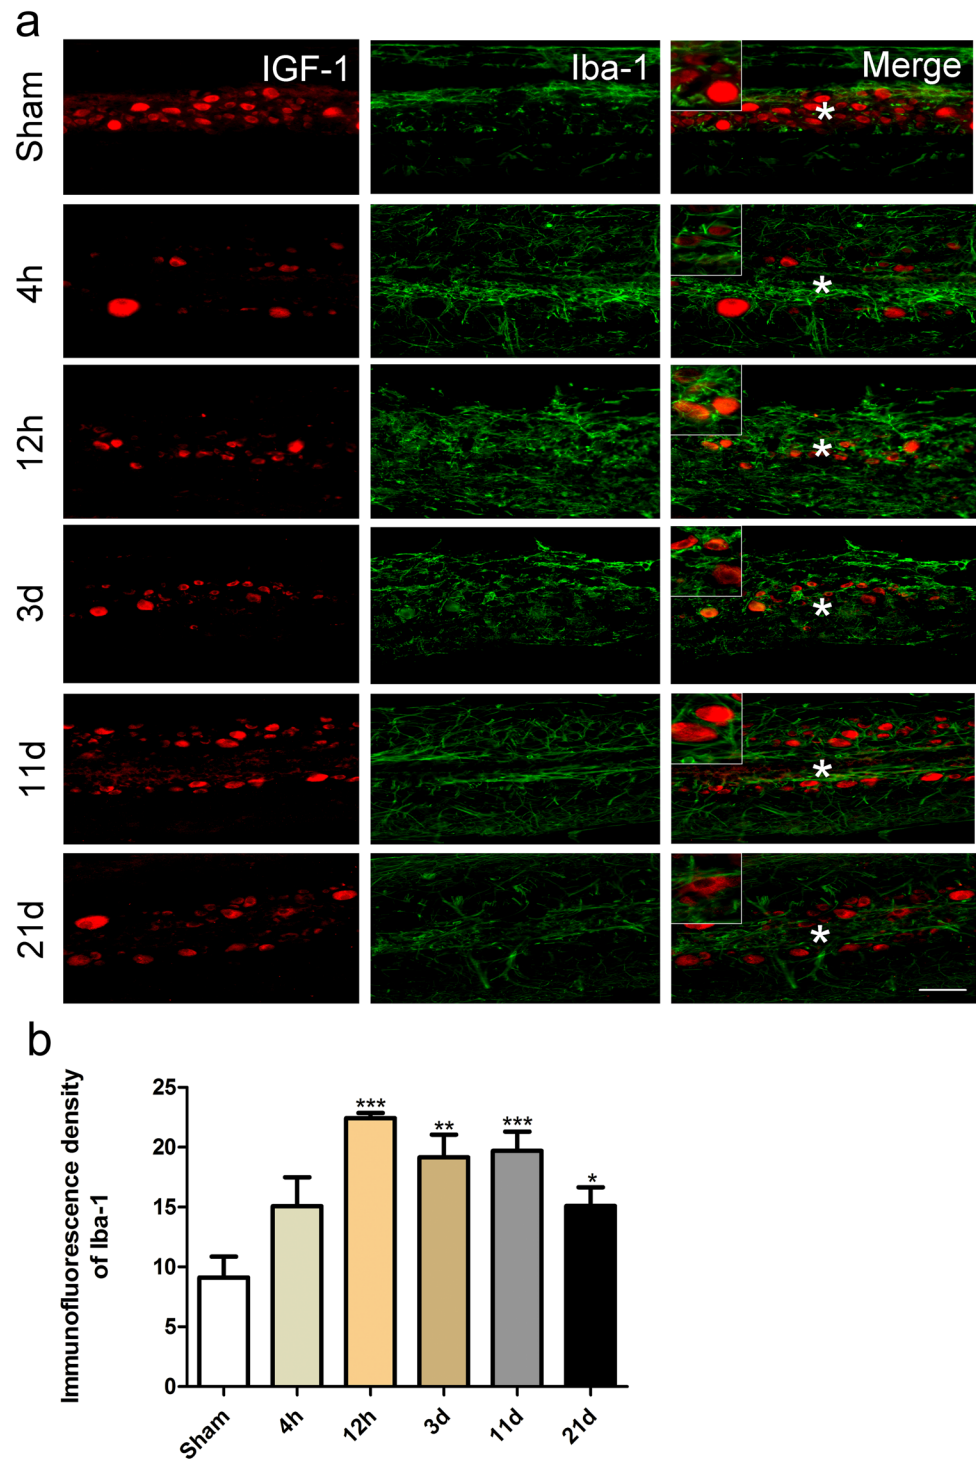 a
IGF-1 Iba-1 Merge
Sham
*
4h
*
12h
*
3d
*
11d
*
21d
*
b
Immunofluorescence density
of Iba-1
25
20
15
10
5
0
***
**
***
*
Sham 4h 12h 3d 11d 21d